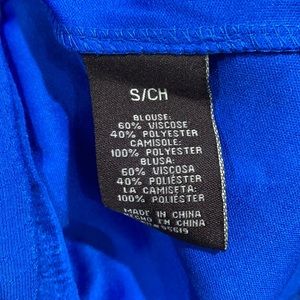 S/CH
BLOUSE:
60% VISCOSE
40% POLYESTER
CAMISOLE:
100% POLYESTER
BLUSA:
60% VISCOSA
40% POLIÉSTER
LA CAMISETA:
100% POLIÉSTER
MADE IN CHINA
HECHO EN CHINA